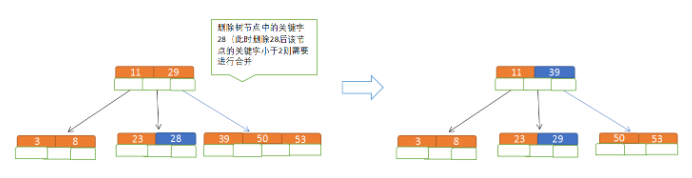 删除树节点中的关键字
28（此时删除28后该节
点的关键字小于2则需要
进行合并
11 29
3 8
23 28
39 50 53
11 39
3 8
23 29
50 53